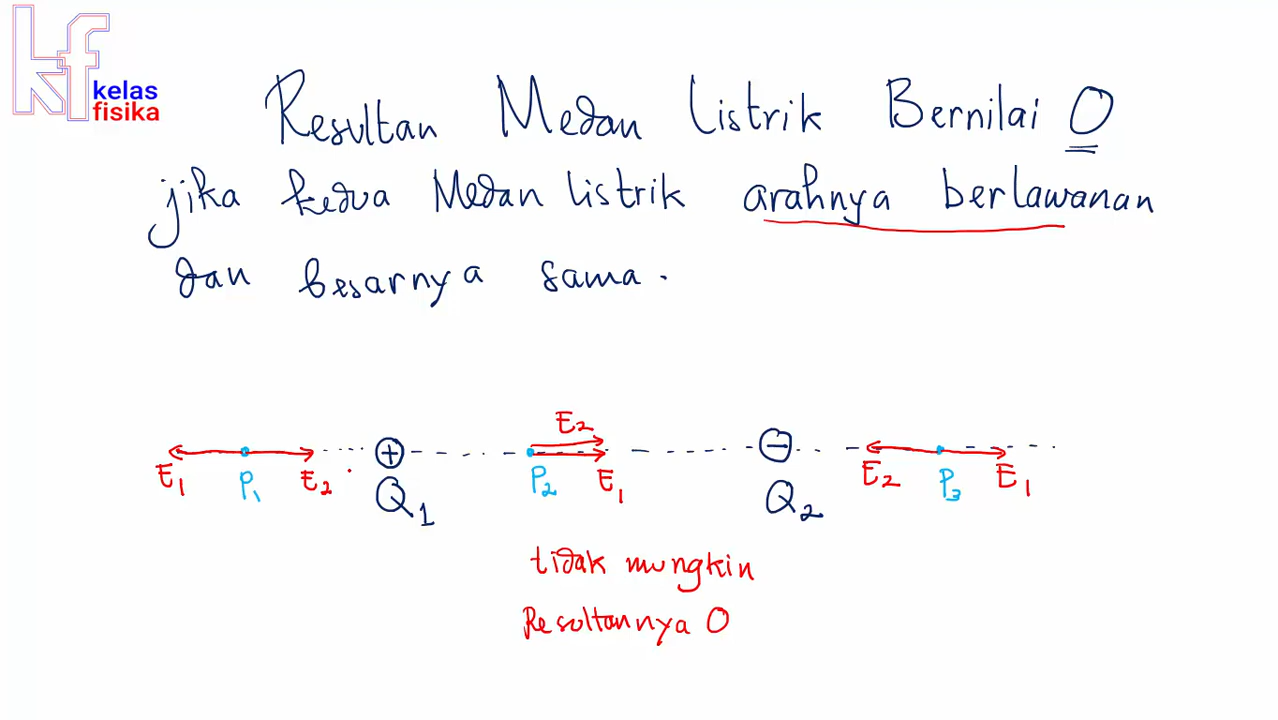 kf
kelas
fisika
Resultan Medan Listrik Bernilai 0
jika kedua Medan listrik arahnya berlawanan
dan besarnya sama.
E2
E1 P1 E2 + Q1 P2 E1 − Q2 E2 P3 E1
tidak mungkin
Resultannya 0